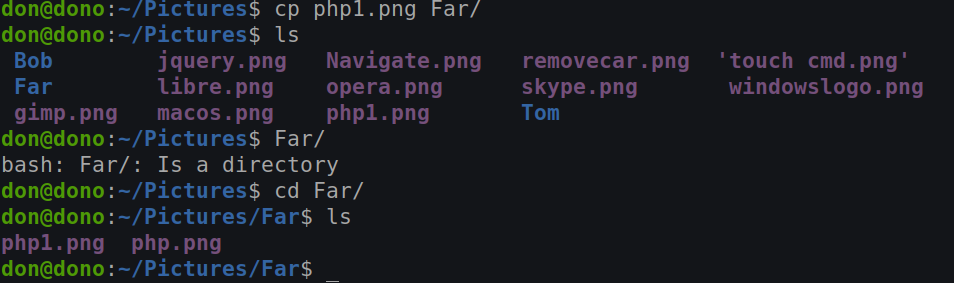 don@dono:~/Pictures$ cp php1.png Far/
don@dono:~/Pictures$ ls
Bob jquery.png Navigate.png removecar.png 'touch cmd.png'
Far libre.png opera.png skype.png windowslogo.png
gimp.png macos.png php1.png Tom
don@dono:~/Pictures$ Far/
bash: Far/: Is a directory
don@dono:~/Pictures$ cd Far/
don@dono:~/Pictures/Far$ ls
php1.png php.png
don@dono:~/Pictures/Far$ _